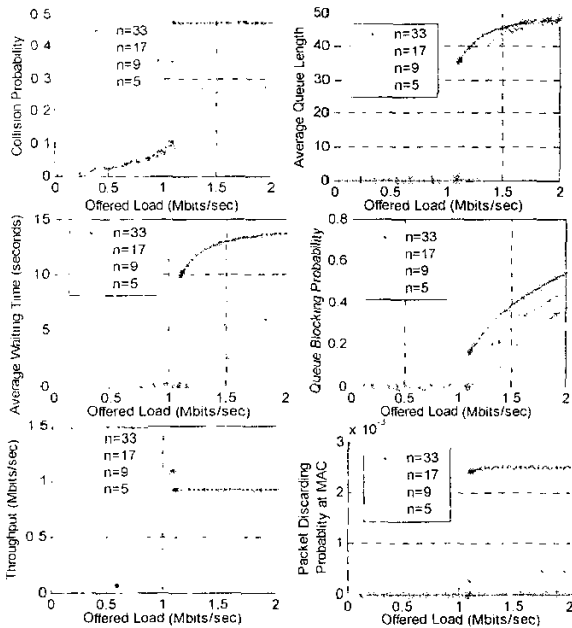 0 5
0 4
0 3
0 2
0 1
0
Collision Probability
n=33
n=17
n=9
n=5
0 0.5 1 1.5 2
Offered Load (Mbits/sec)
50
40
30
20
10
0
Average Queue Length
n=33
n=17
n=9
n=5
0 0.5 1 1.5 2
Offered Load (Mbits/sec)
15
10
5
0
Average Waiting Time (seconds)
n=33
n=17
n=9
n=5
0 0.5 1 1.5 2
Offered Load (Mbits/sec)
0.8
0.6
0.4
0.2
0
Queue Blocking Probability
n=33
n=17
n=9
n=5
0 0.5 1 1.5 2
Offered Load (Mbits/sec)
1.5
1
0.5
0
Throughput (Mbits/sec)
n=33
n=17
n=9
n=5
0 0.5 1 1.5 2
Offered Load (Mbits/sec)
x 10
3
2
1
0
Packet Discarding
Probablity at MAC
n=33
n=17
n=9
n=5
0 0.5 1 1.5 2
Offered Load (Mbits/sec)